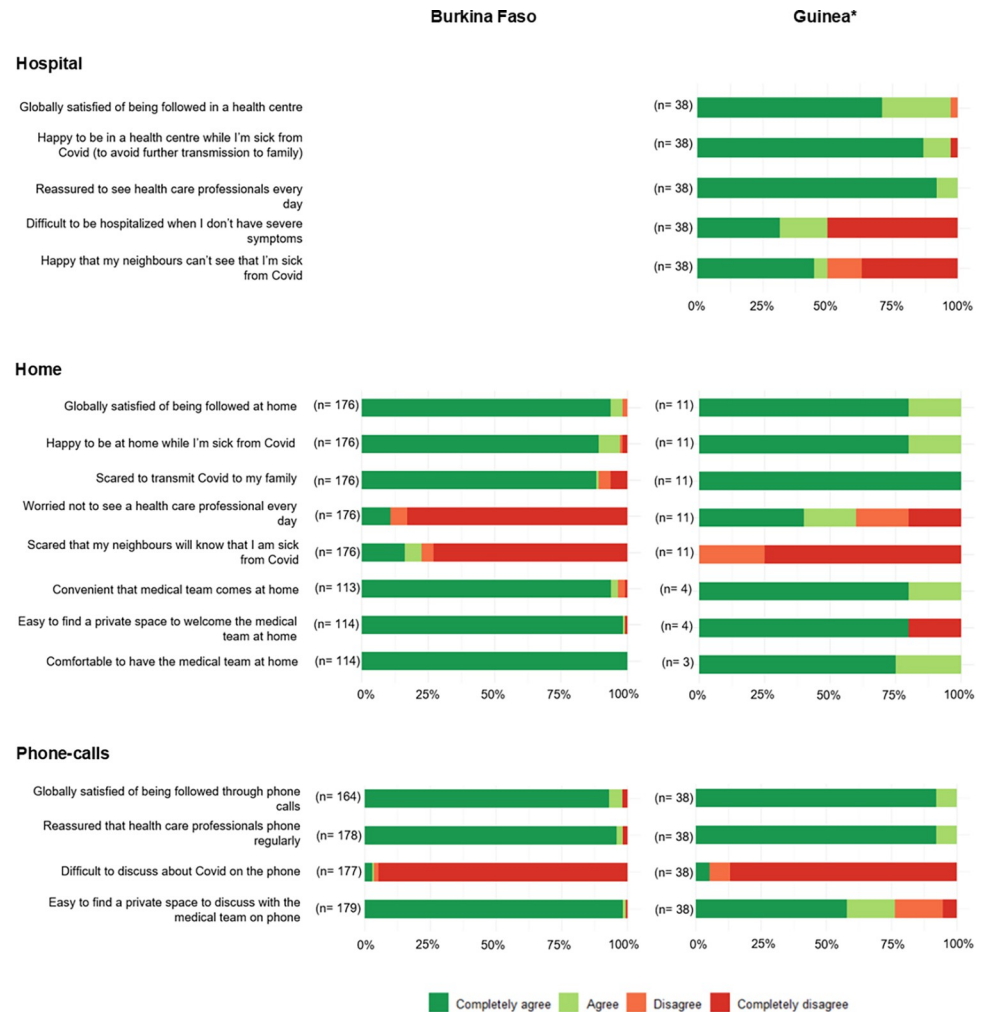 Burkina Faso Guinea*
Hospital
Globally satisfied of being followed in a health centre (n= 38)
Happy to be in a health centre while I'm sick from
Covid (to avoid further transmission to family) (n= 38)
Reassured to see health care professionals every
day (n= 38)
Difficult to be hospitalized when I don't have severe
symptoms (n= 38)
Happy that my neighbours can't see that I'm sick
from Covid (n= 38)
0% 25% 50% 75% 100%
Home
Globally satisfied of being followed at home (n= 176) (n= 11)
Happy to be at home while I'm sick from Covid (n= 176) (n= 11)
Scared to transmit Covid to my family (n= 176) (n= 11)
Worried not to see a health care professional every
day (n= 176) (n= 11)
Scared that my neighbours will know that I am sick
from Covid (n= 176) (n= 11)
Convenient that medical team comes at home (n= 113) (n= 4)
Easy to find a private space to welcome the medical
team at home (n= 114) (n= 4)
Comfortable to have the medical team at home (n= 114) (n= 3)
0% 25% 50% 75% 100% 0% 25% 50% 75% 100%
Phone-calls
Globally satisfied of being followed through phone
calls (n= 164) (n= 38)
Reassured that health care professionals phone
regularly (n= 178) (n= 38)
Difficult to discuss about Covid on the phone (n= 177) (n= 38)
Easy to find a private space to discuss with the
medical team on phone (n= 179) (n= 38)
0% 25% 50% 75% 100% 0% 25% 50% 75% 100%
Completely agree Agree Disagree Completely disagree